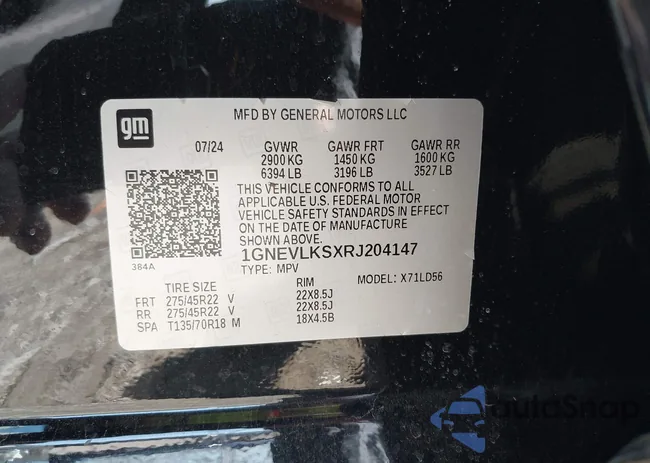 MFD BY GENERAL MOTORS LLC
gm
07/24 GVWR GAWR FRT GAWR RR
2900 KG 1450 KG 1600 KG
6394 LB 3196 LB 3527 LB
THIS VEHICLE CONFORMS TO ALL
APPLICABLE U.S. FEDERAL MOTOR
VEHICLE SAFETY STANDARDS IN EFFECT
ON THE DATE OF MANUFACTURE
SHOWN ABOVE.
1GNEVLKSXRJ204147
384A
TYPE: MPV MODEL: X71LD56
TIRE SIZE RIM
FRT 275/45R22 V 22X8.5J
RR 275/45R22 V 22X8.5J
SPA T135/70R18 M 18X4.5B
autoSnap